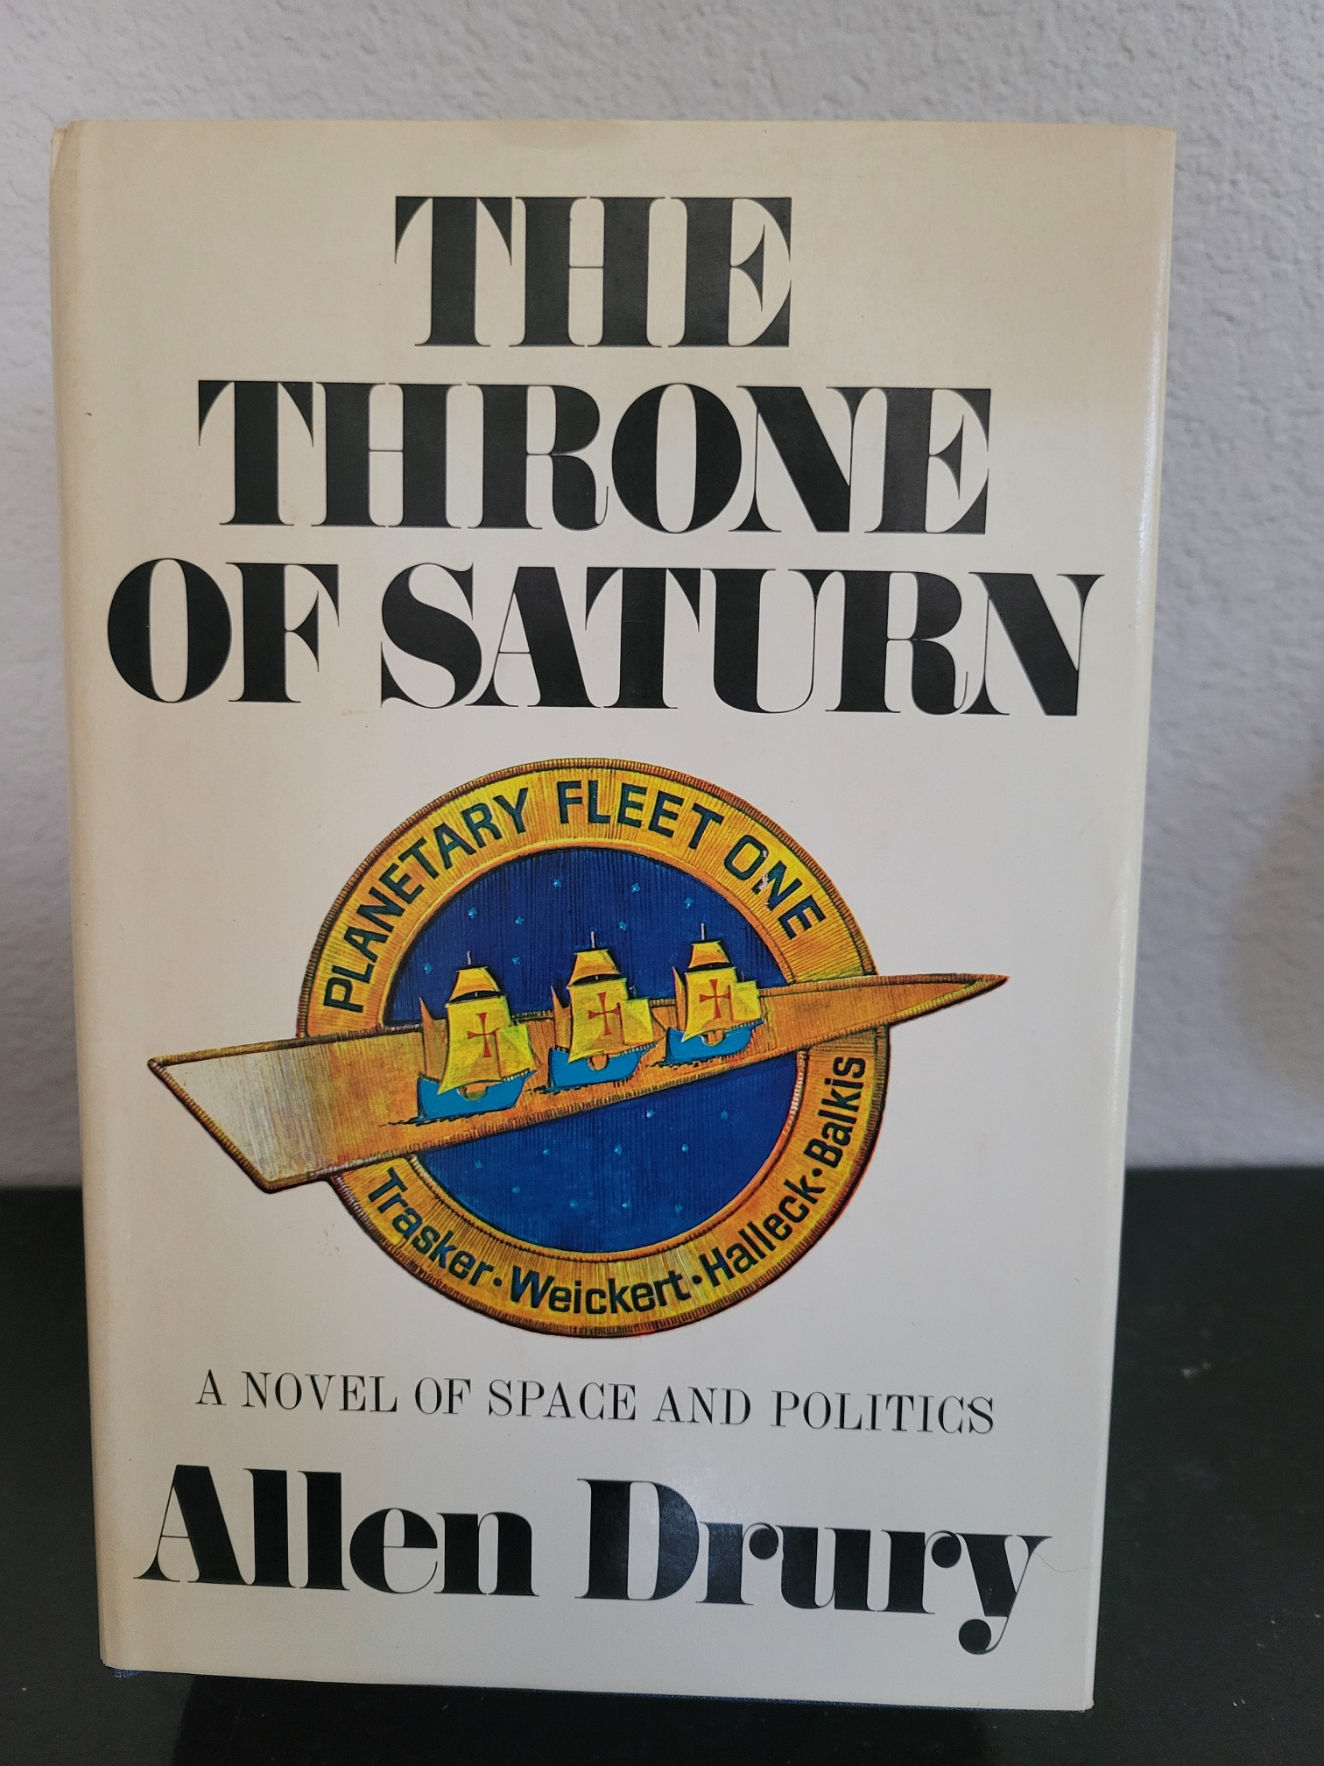 THE
THRONE
OF SATURN
PLANETARY FLEET ONE
Trasker · Weickert · Halleck · Balkis
A NOVEL OF SPACE AND POLITICS
Allen Drury